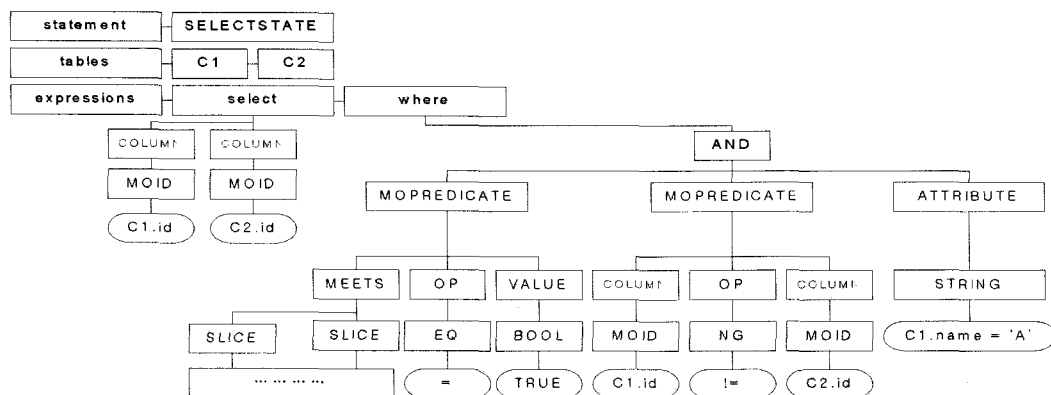 statement SELECTSTATE
tables C1 C2
expressions select where
COLUMN COLUMN AND
MOID MOID MOPREDICATE MOPREDICATE ATTRIBUTE
C1.id C2.id
MEETS OP VALUE COLUMN OP COLUMN STRING
SLICE SLICE EQ BOOL MOID NG MOID C1.name = 'A'
... ... ... ... = TRUE C1.id != C2.id